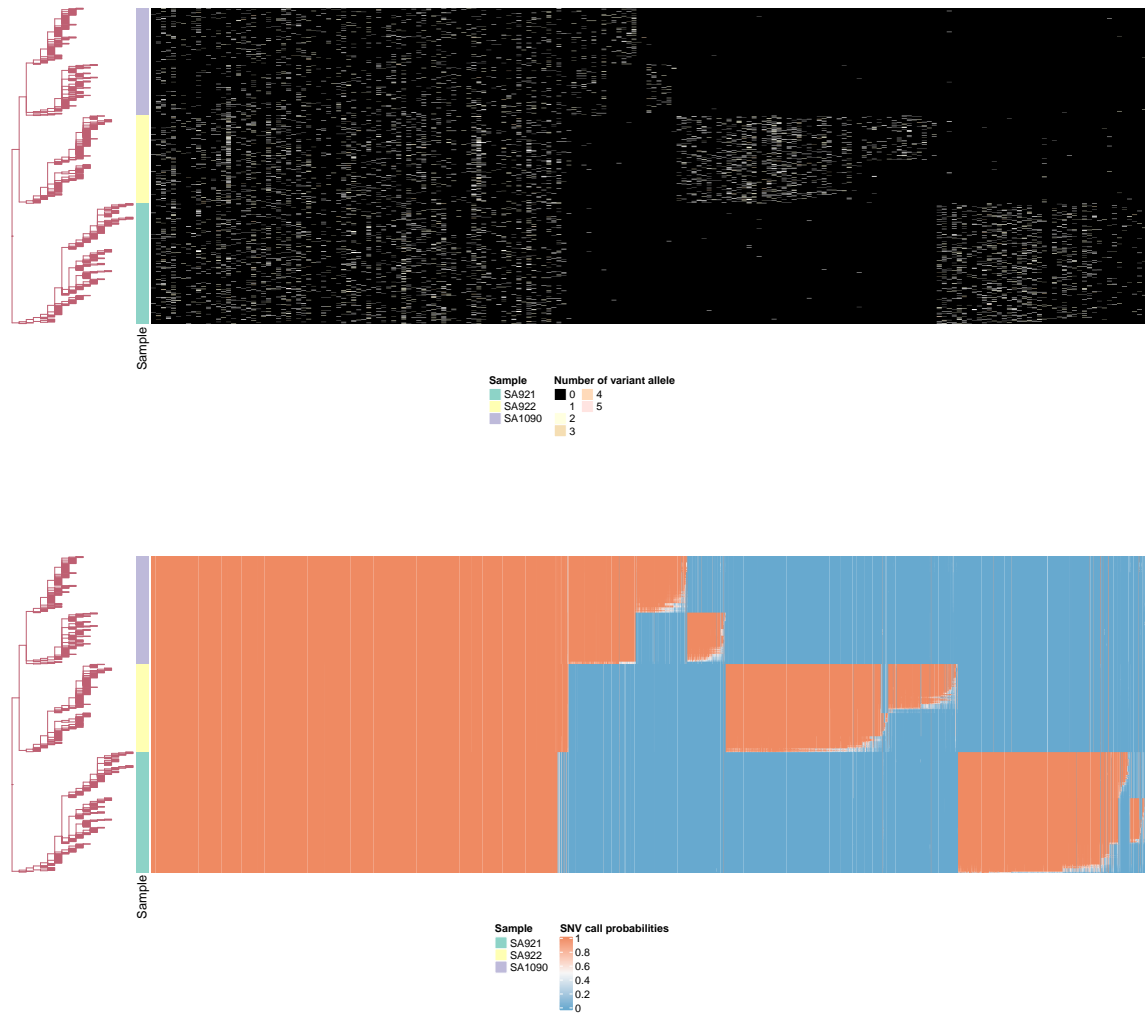 Sample
Sample Number of variant allele
SA921 0 4
SA922 1 5
SA1090 2
3
Sample
Sample SNV call probabilities
SA921 1
SA922 0.8
SA1090 0.6
0.4
0.2
0